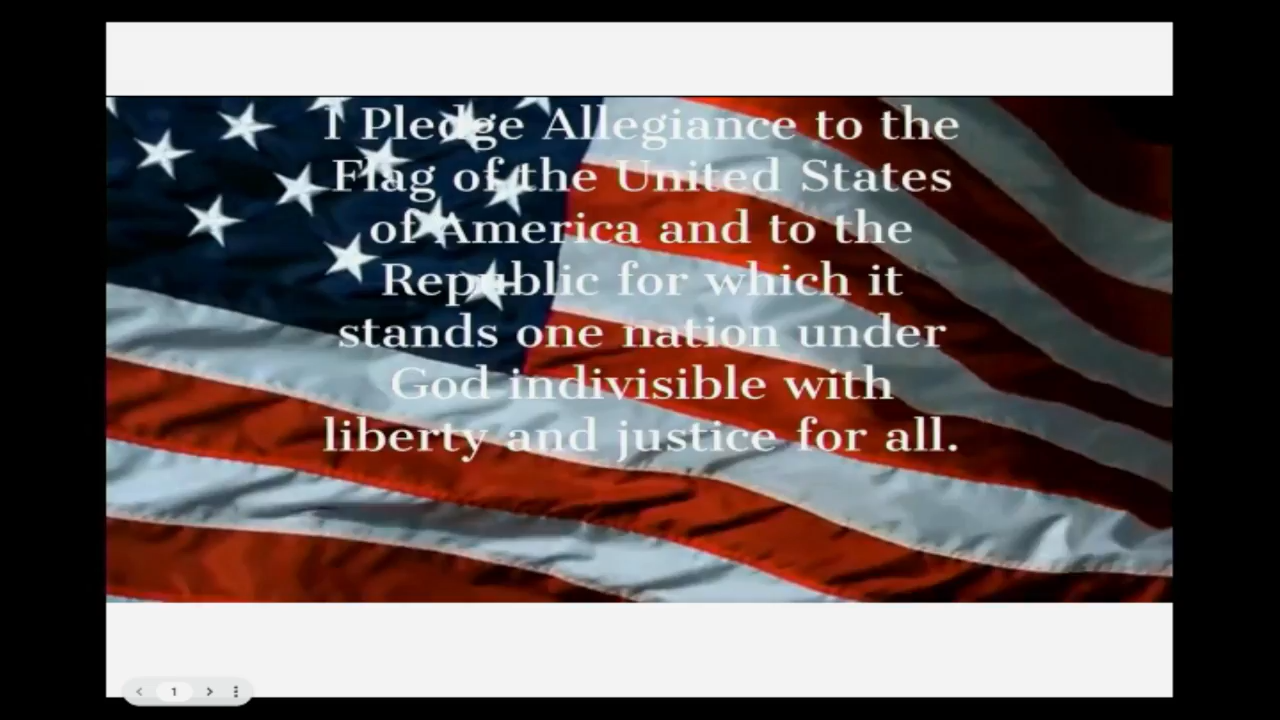 I Pledge Allegiance to the
Flag of the United States
of America and to the
Republic for which it
stands one nation under
God indivisible with
liberty and justice for all.
1